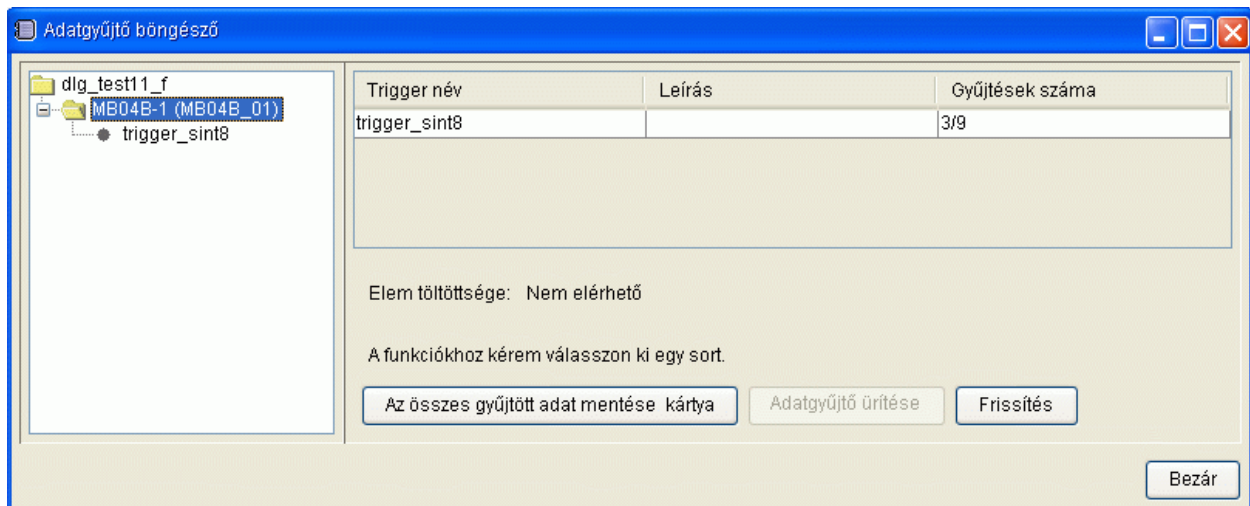 Adatgyűjtő böngésző
dlg_test11_f
MB04B-1 (MB04B_01)
trigger_sint8
Trigger név Leírás Gyűjtések száma
trigger_sint8 3/9
Elem töltöttsége: Nem elérhető
A funkciókhoz kérem válasszon ki egy sort.
Az összes gyűjtött adat mentése kártya Adatgyűjtő ürítése Frissítés
Bezár